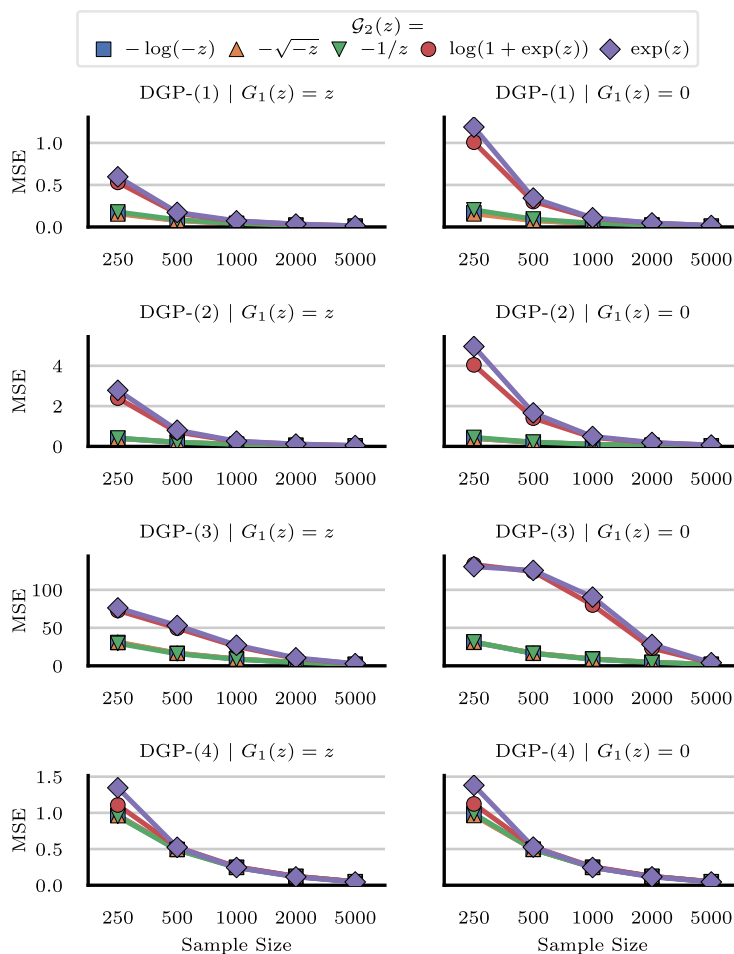 𝒢₂(z) =
−log(−z) −√−z −1/z log(1 + exp(z)) exp(z)
DGP-(1) | G₁(z) = z
DGP-(1) | G₁(z) = 0
MSE
1.0
0.5
0.0
250 500 1000 2000 5000
250 500 1000 2000 5000
DGP-(2) | G₁(z) = z
DGP-(2) | G₁(z) = 0
MSE
4
2
0
250 500 1000 2000 5000
250 500 1000 2000 5000
DGP-(3) | G₁(z) = z
DGP-(3) | G₁(z) = 0
MSE
100
50
0
250 500 1000 2000 5000
250 500 1000 2000 5000
DGP-(4) | G₁(z) = z
DGP-(4) | G₁(z) = 0
MSE
1.5
1.0
0.5
0.0
250 500 1000 2000 5000
250 500 1000 2000 5000
Sample Size
Sample Size